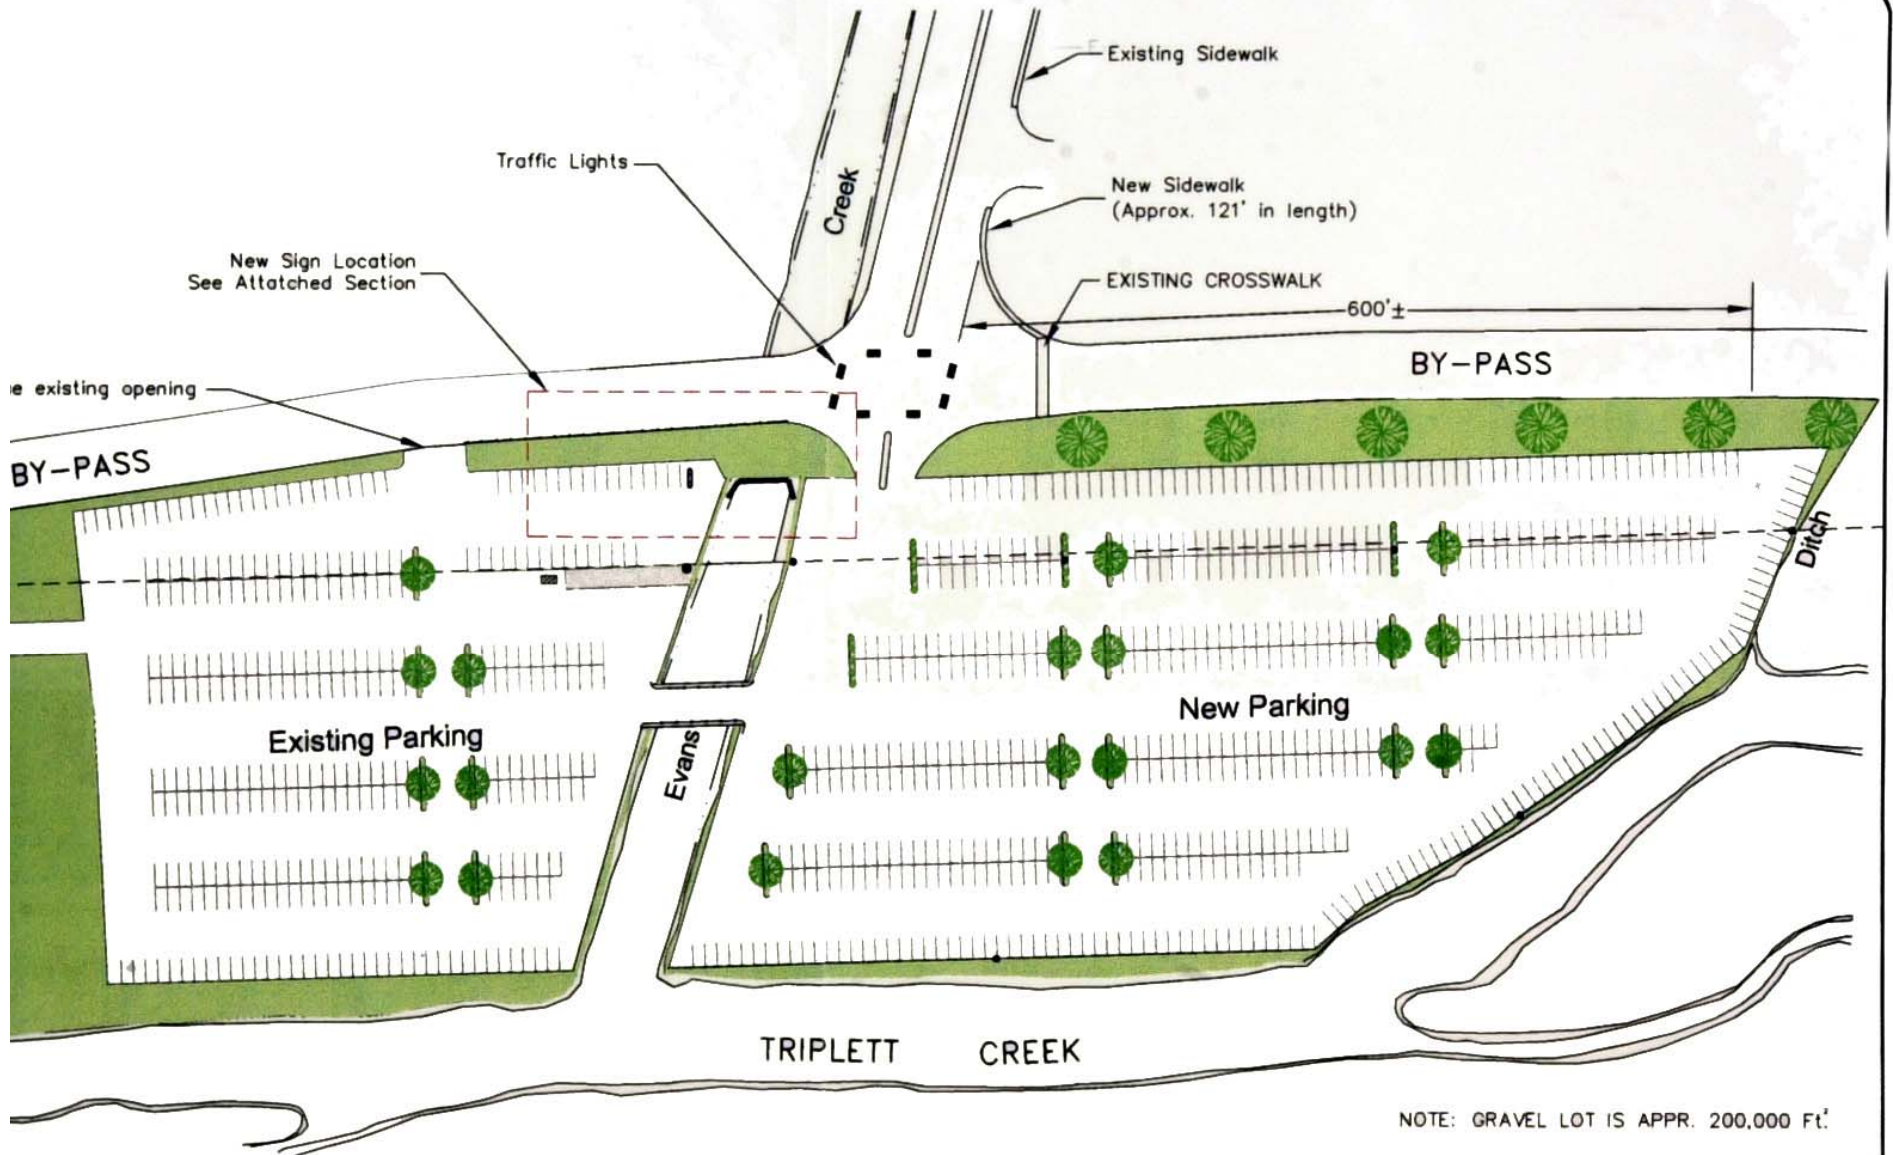 Existing Sidewalk
Traffic Lights
Creek
New Sidewalk
(Approx. 121' in length)
New Sign Location
See Attatched Section
EXISTING CROSSWALK
600'±
BY-PASS
e existing opening
BY-PASS
Ditch
New Parking
Existing Parking
Evans
TRIPLETT CREEK
NOTE: GRAVEL LOT IS APPR. 200,000 Ft.²